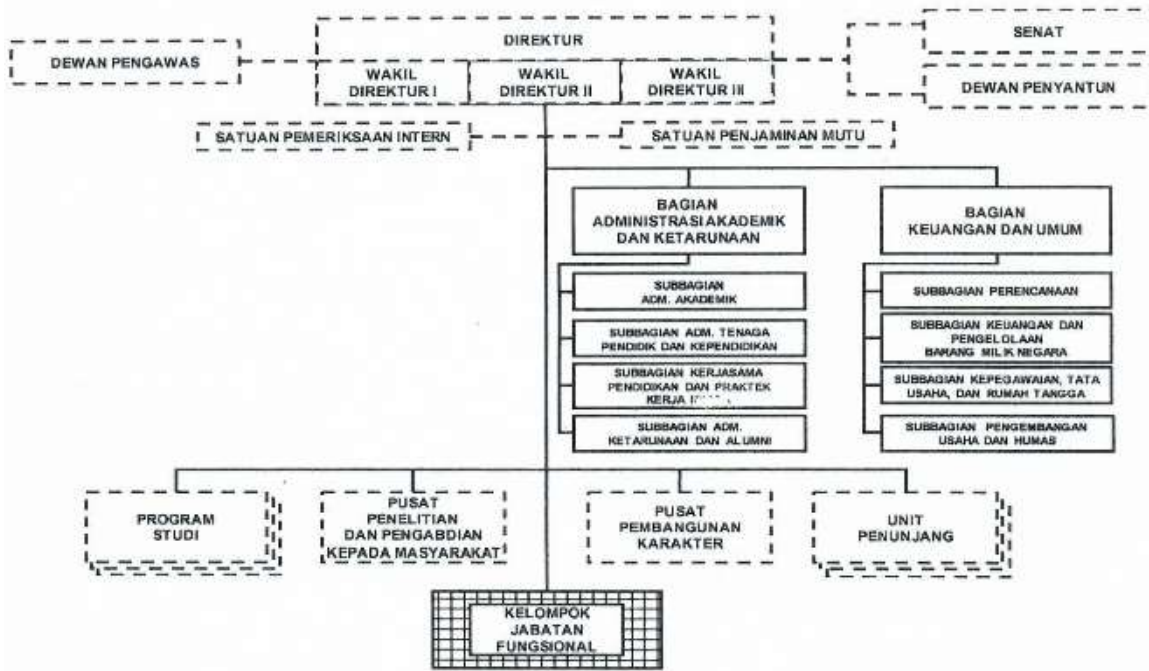 DIREKTUR
SENAT
DEWAN PENGAWAS
WAKIL
DIREKTUR I
WAKIL
DIREKTUR II
WAKIL
DIREKTUR III
DEWAN PENYANTUN
SATUAN PEMERIKSAAN INTERN
SATUAN PENJAMINAN MUTU
BAGIAN
ADMINISTRASI AKADEMIK
DAN KETARUNAAN
BAGIAN
KEUANGAN DAN UMUM
SUBBAGIAN
ADM. AKADEMIK
SUBBAGIAN ADM. TENAGA
PENDIDIK DAN KEPENDIDIKAN
SUBBAGIAN KERJASAMA
PENDIDIKAN DAN PRAKTEK
KERJA
SUBBAGIAN ADM.
KETARUNAAN DAN ALUMNI
SUBBAGIAN PERENCANAAN
SUBBAGIAN KEUANGAN DAN
PENGELOLAAN
BARANG MILIK NEGARA
SUBBAGIAN KEPEGAWAIAN, TATA
USAHA, DAN RUMAH TANGGA
SUBBAGIAN PENGEMBANGAN
USAHA DAN HUMAS
PROGRAM
STUDI
PUSAT
PENELITIAN
DAN PENGABDIAN
KEPADA MASYARAKAT
PUSAT
PEMBANGUNAN
KARAKTER
UNIT
PENUNJANG
KELOMPOK
JABATAN
FUNGSIONAL